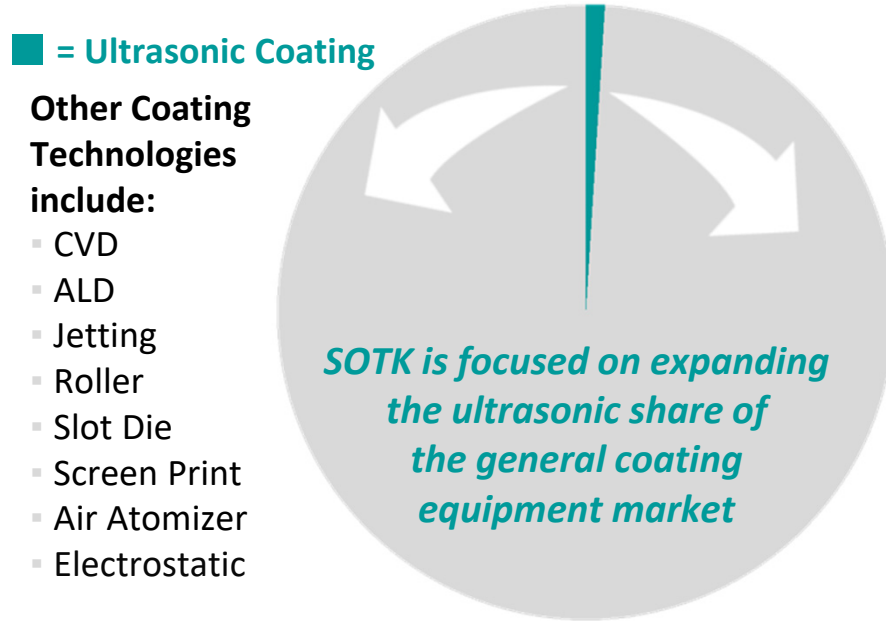 = Ultrasonic Coating
Other Coating
Technologies
include:
▪ CVD
▪ ALD
▪ Jetting
▪ Roller
▪ Slot Die
▪ Screen Print
▪ Air Atomizer
▪ Electrostatic
SOTK is focused on expanding
the ultrasonic share of
the general coating
equipment market